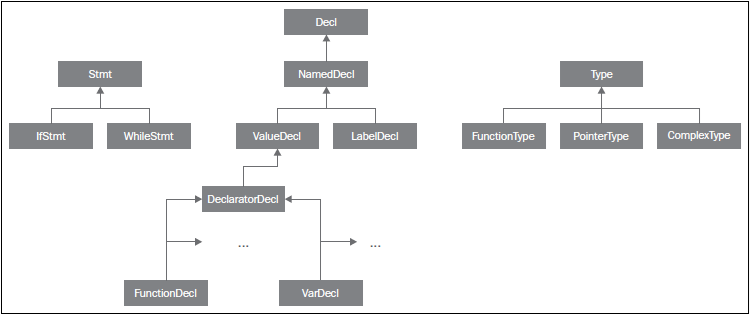 Decl
Stmt
NamedDecl
Type
IfStmt
WhileStmt
ValueDecl
LabelDecl
FunctionType
PointerType
ComplexType
DeclaratorDecl
...
...
FunctionDecl
VarDecl